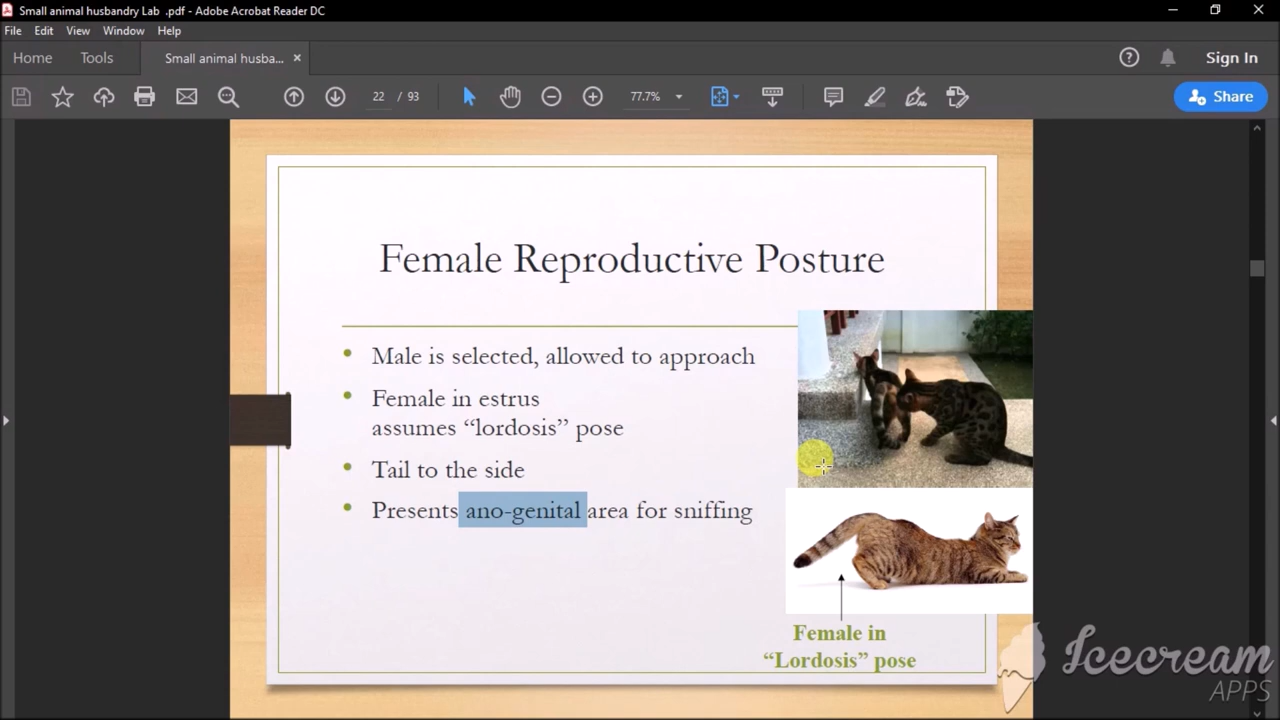 Small animal husbandry Lab .pdf - Adobe Acrobat Reader DC
File Edit View Window Help
Home Tools Small animal husba... Sign In
22 / 93 77.7% Share
Female Reproductive Posture
Male is selected, allowed to approach
Female in estrus
assumes “lordosis” pose
Tail to the side
Presents ano-genital area for sniffing
Female in
“Lordosis” pose
Icecream
APPS